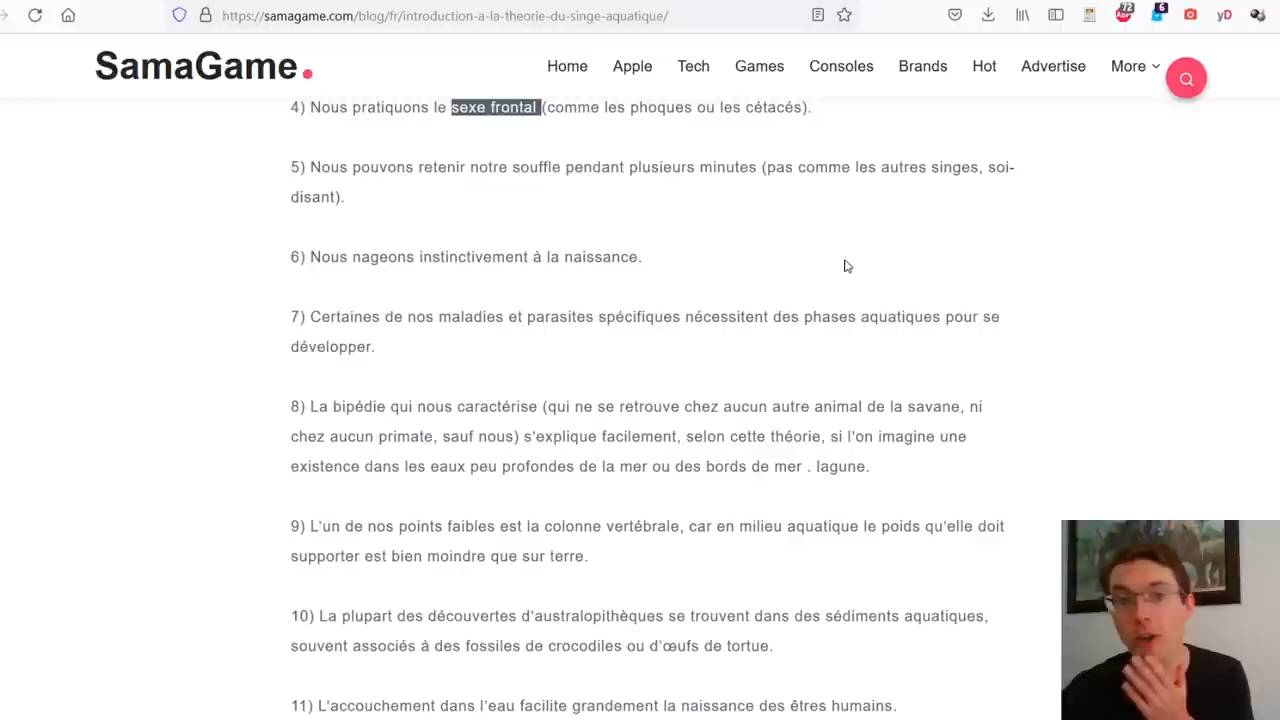 https://samagame.com/blog/fr/introduction-a-la-theorie-du-singe-aquatique/
72
6
yD
SamaGame.
Home Apple Tech Games Consoles Brands Hot Advertise More
4) Nous pratiquons le sexe frontal (comme les phoques ou les cétacés).
5) Nous pouvons retenir notre souffle pendant plusieurs minutes (pas comme les autres singes, soi-
disant).
6) Nous nageons instinctivement à la naissance.
7) Certaines de nos maladies et parasites spécifiques nécessitent des phases aquatiques pour se
développer.
8) La bipédie qui nous caractérise (qui ne se retrouve chez aucun autre animal de la savane, ni
chez aucun primate, sauf nous) s'explique facilement, selon cette théorie, si l'on imagine une
existence dans les eaux peu profondes de la mer ou des bords de mer . lagune.
9) L'un de nos points faibles est la colonne vertébrale, car en milieu aquatique le poids qu'elle doit
supporter est bien moindre que sur terre.
10) La plupart des découvertes d'australopithèques se trouvent dans des sédiments aquatiques,
souvent associés à des fossiles de crocodiles ou d'œufs de tortue.
11) L'accouchement dans l'eau facilite grandement la naissance des êtres humains.